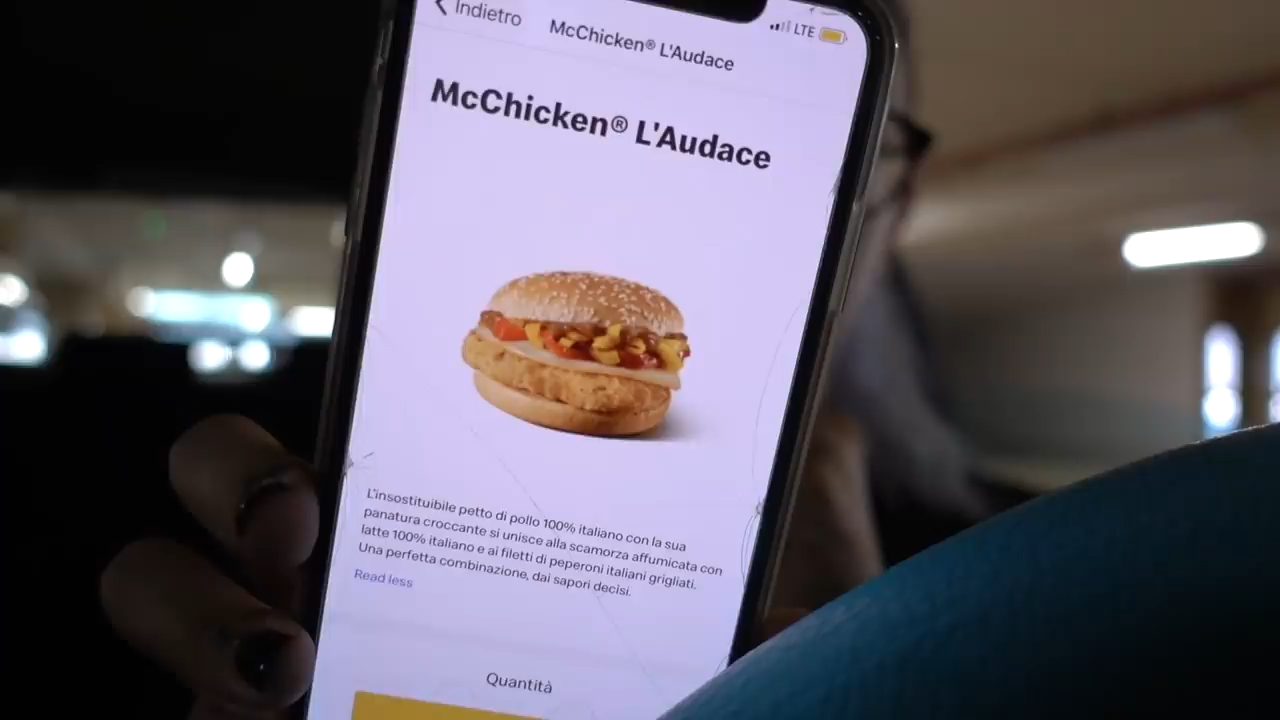 Indietro
McChicken® L'Audace
LTE
McChicken® L'Audace
L'insostituibile petto di pollo 100% italiano con la sua
panatura croccante si unisce alla scamorza affumicata con
latte 100% italiano e ai filetti di peperoni italiani grigliati.
Una perfetta combinazione, dai sapori decisi.
Read less
Quantità